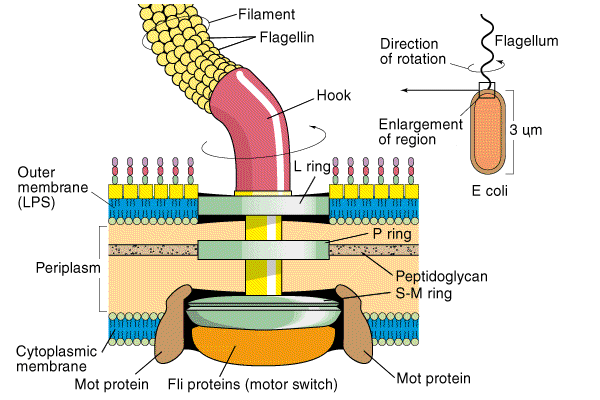 Filament
Flagellin
Hook
L ring
Outer
membrane
(LPS)
P ring
Periplasm
Peptidoglycan
S-M ring
Cytoplasmic
membrane
Mot protein
Fli proteins (motor switch)
Mot protein
Direction
of rotation
Flagellum
Enlargement
of region
3 um
E coli